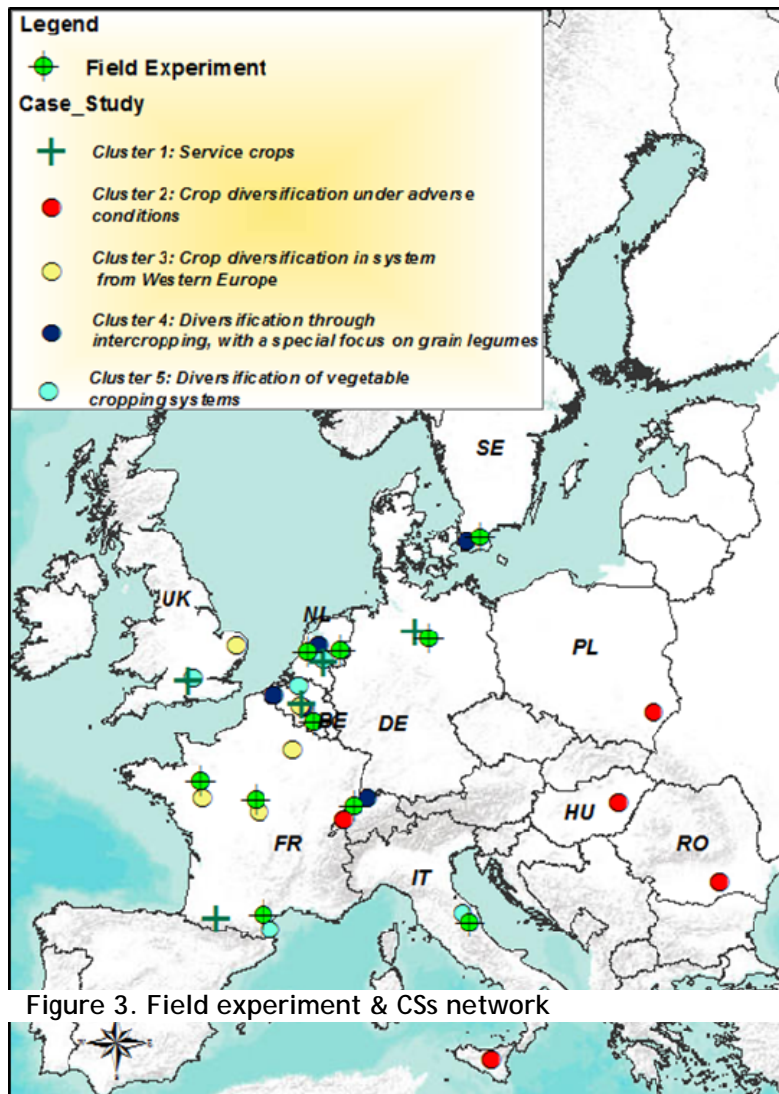 Legend
Field Experiment
Case_Study
Cluster 1: Service crops
Cluster 2: Crop diversification under adverse
conditions
Cluster 3: Crop diversification in system
from Western Europe
Cluster 4: Diversification through
intercropping, with a special focus on grain legumes
Cluster 5: Diversification of vegetable
cropping systems
SE
UK
NL
PL
BE
DE
HU
RO
FR
IT
Figure 3. Field experiment & CSs network